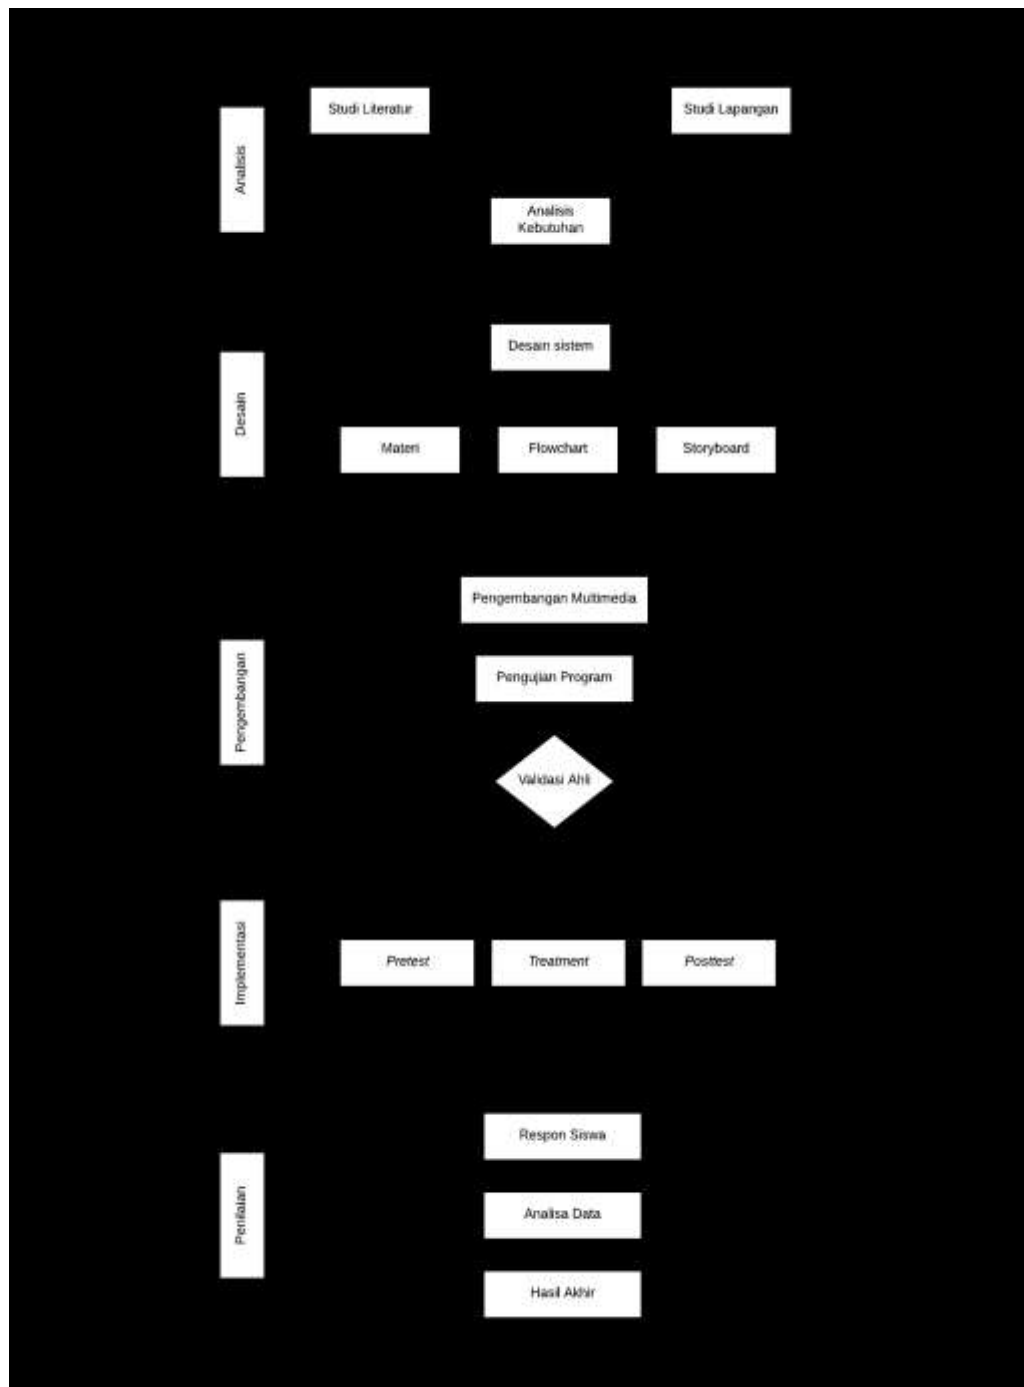 Studi Literatur
Studi Lapangan
Analisis
Analisis
Kebutuhan
Desain sistem
Desain
Materi
Flowchart
Storyboard
Pengembangan Multimedia
Pengembangan
Pengujian Program
Validasi Ahli
Implementasi
Pretest
Treatment
Posttest
Respon Siswa
Penilaian
Analisa Data
Hasil Akhir